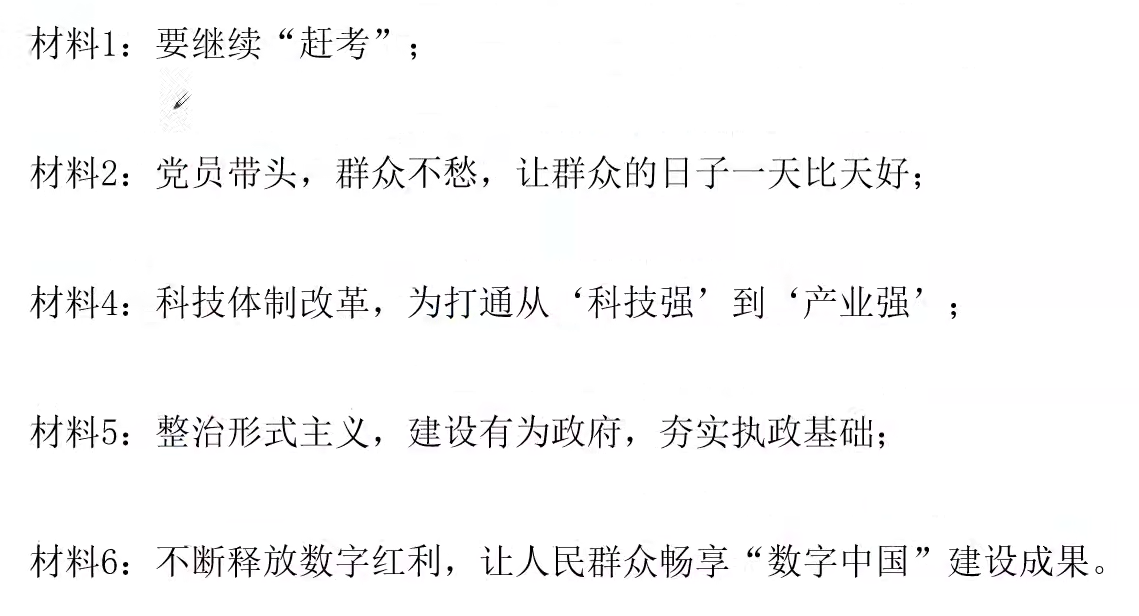 材料1：要继续“赶考”；
材料2：党员带头，群众不愁，让群众的日子一天比天好；
材料4：科技体制改革，为打通从‘科技强’到‘产业强’；
材料5：整治形式主义，建设有为政府，夯实执政基础；
材料6：不断释放数字红利，让人民群众畅享“数字中国”建设成果。